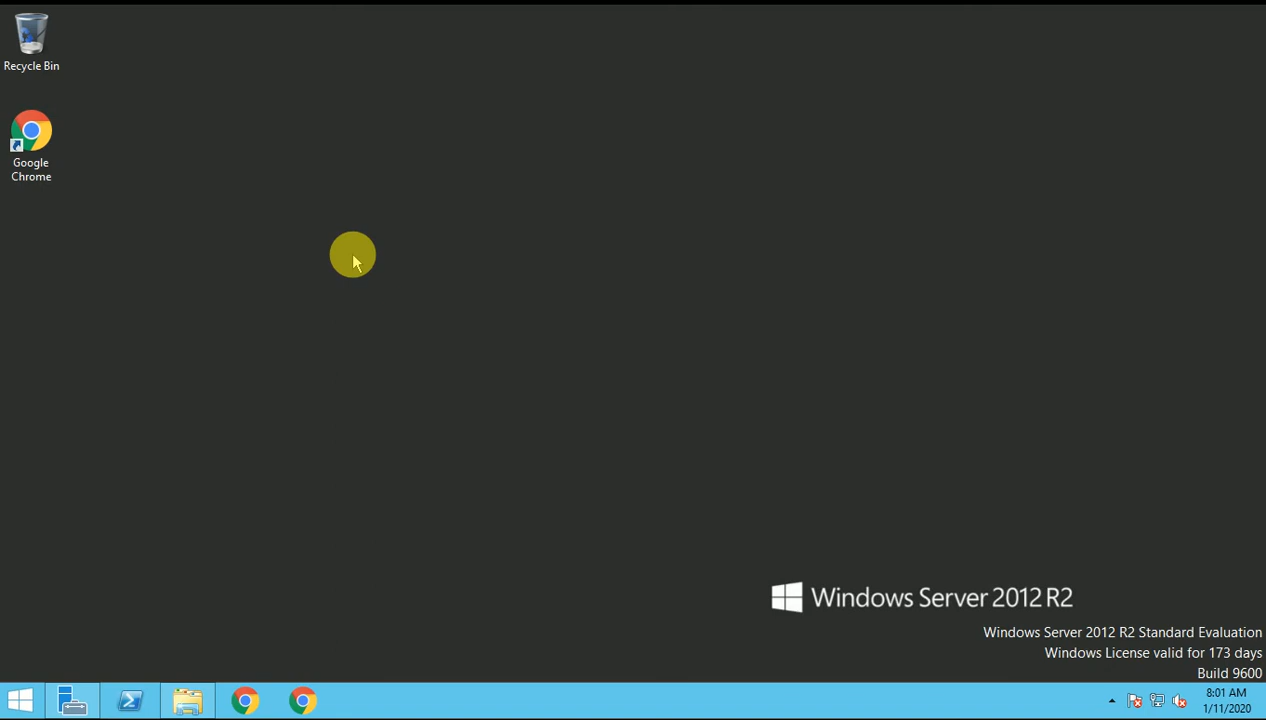 Recycle Bin
Google
Chrome
Windows Server 2012 R2
Windows Server 2012 R2 Standard Evaluation
Windows License valid for 173 days
Build 9600
8:01 AM
1/11/2020